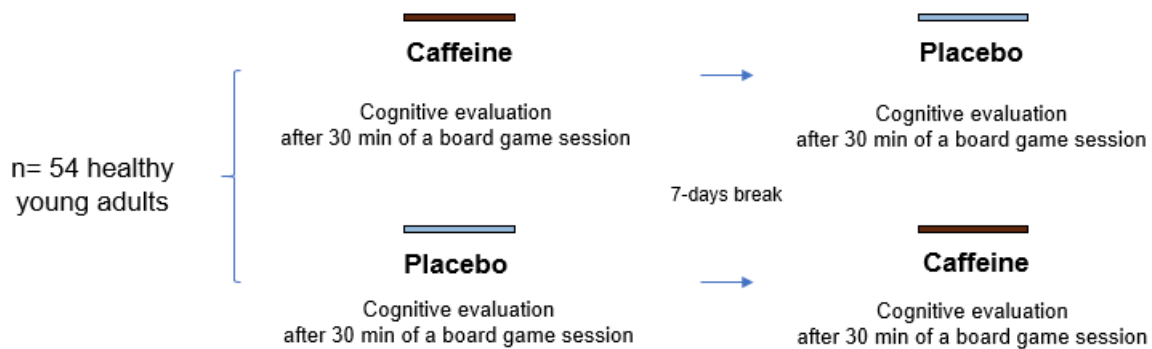 Caffeine
Placebo
Cognitive evaluation
after 30 min of a board game session
Cognitive evaluation
after 30 min of a board game session
n= 54 healthy
young adults
7-days break
Placebo
Caffeine
Cognitive evaluation
after 30 min of a board game session
Cognitive evaluation
after 30 min of a board game session